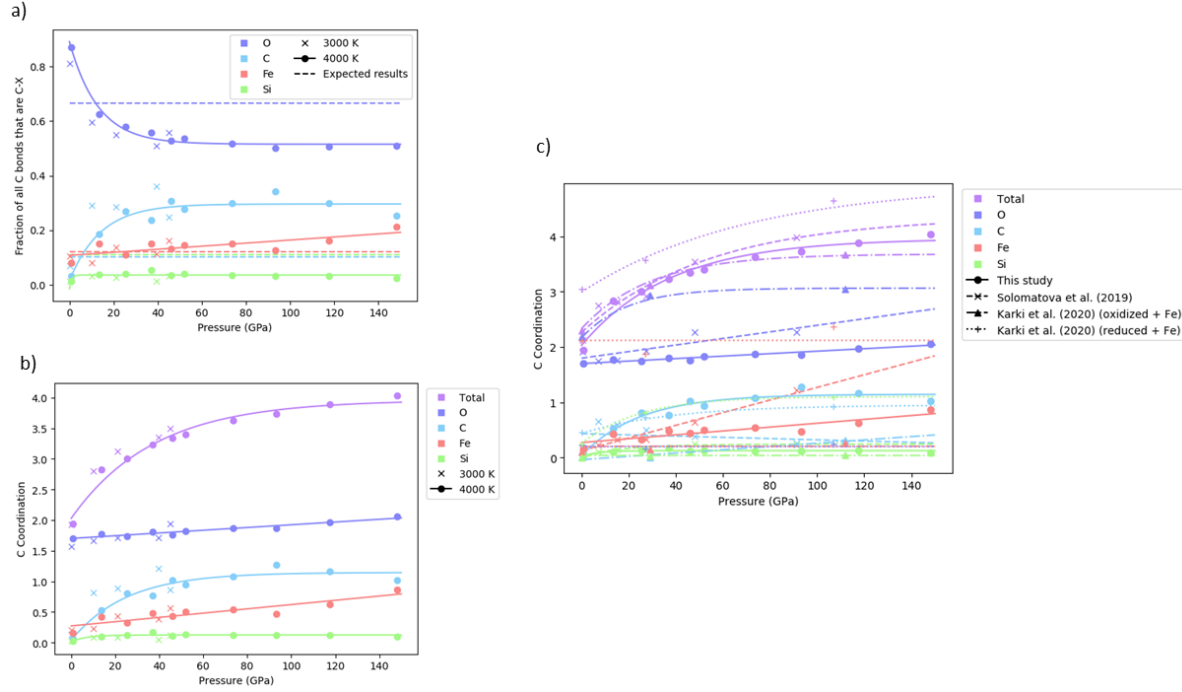 a)
Fraction of all C bonds that are C-X
0.8
0.6
0.4
0.2
0.0
O
C
Fe
Si
3000 K
4000 K
Expected results
0 20 40 60 80 100 120 140
Pressure (GPa)
b)
C Coordination
4.0
3.5
3.0
2.5
2.0
1.5
1.0
0.5
0.0
0 20 40 60 80 100 120 140
Pressure (GPa)
Total
O
C
Fe
Si
3000 K
4000 K
c)
C Coordination
4
3
2
1
0
0 20 40 60 80 100 120 140
Pressure (GPa)
Total
O
C
Fe
Si
This study
Solomatova et al. (2019)
Karki et al. (2020) (oxidized + Fe)
Karki et al. (2020) (reduced + Fe)